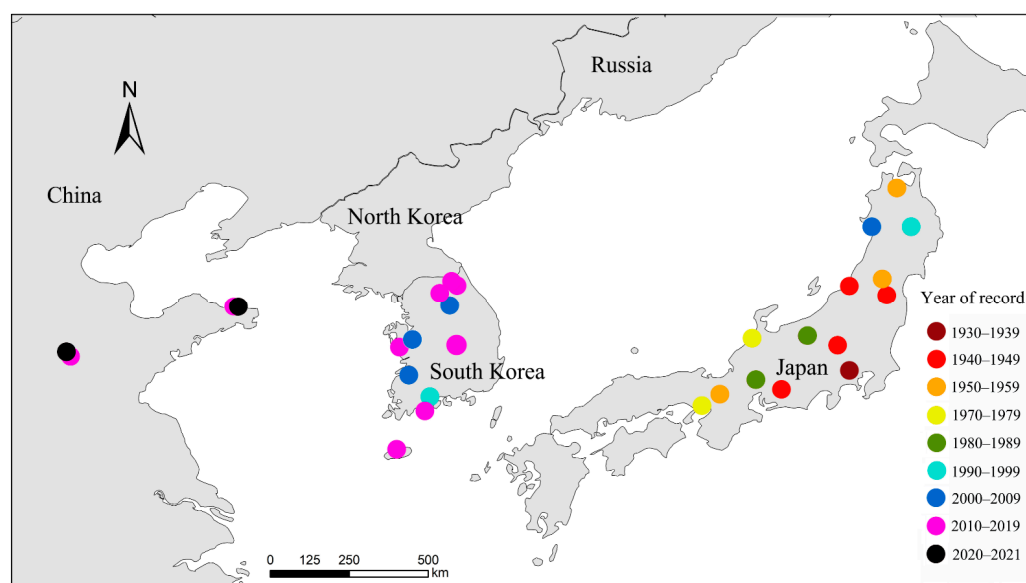 Russia
N
China
North Korea
South Korea
Japan
Year of record
1930–1939
1940–1949
1950–1959
1970–1979
1980–1989
1990–1999
2000–2009
2010–2019
2020–2021
0 125 250 500
km